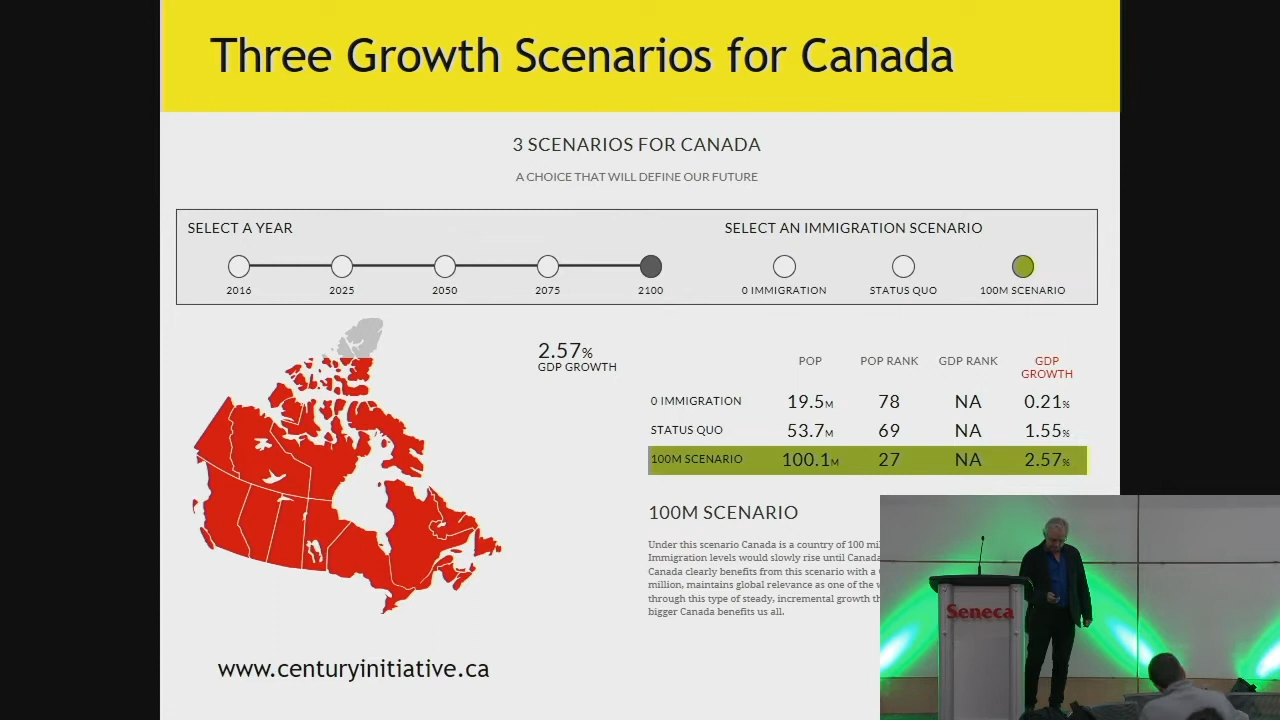 Three Growth Scenarios for Canada
3 SCENARIOS FOR CANADA
A CHOICE THAT WILL DEFINE OUR FUTURE
SELECT A YEAR
2016 2025 2050 2075 2100
SELECT AN IMMIGRATION SCENARIO
0 IMMIGRATION STATUS QUO 100M SCENARIO
2.57%
GDP GROWTH
POP POP RANK GDP RANK GDP GROWTH
0 IMMIGRATION 19.5M 78 NA 0.21%
STATUS QUO 53.7M 69 NA 1.55%
100M SCENARIO 100.1M 27 NA 2.57%
100M SCENARIO
Under this scenario Canada is a country of 100
Immigration levels would slowly rise until Canada
Canada clearly benefits from this scenario with a
million, maintains global relevance as one of the
through this type of steady, incremental growth
bigger Canada benefits us all.
www.centuryinitiative.ca
Seneca